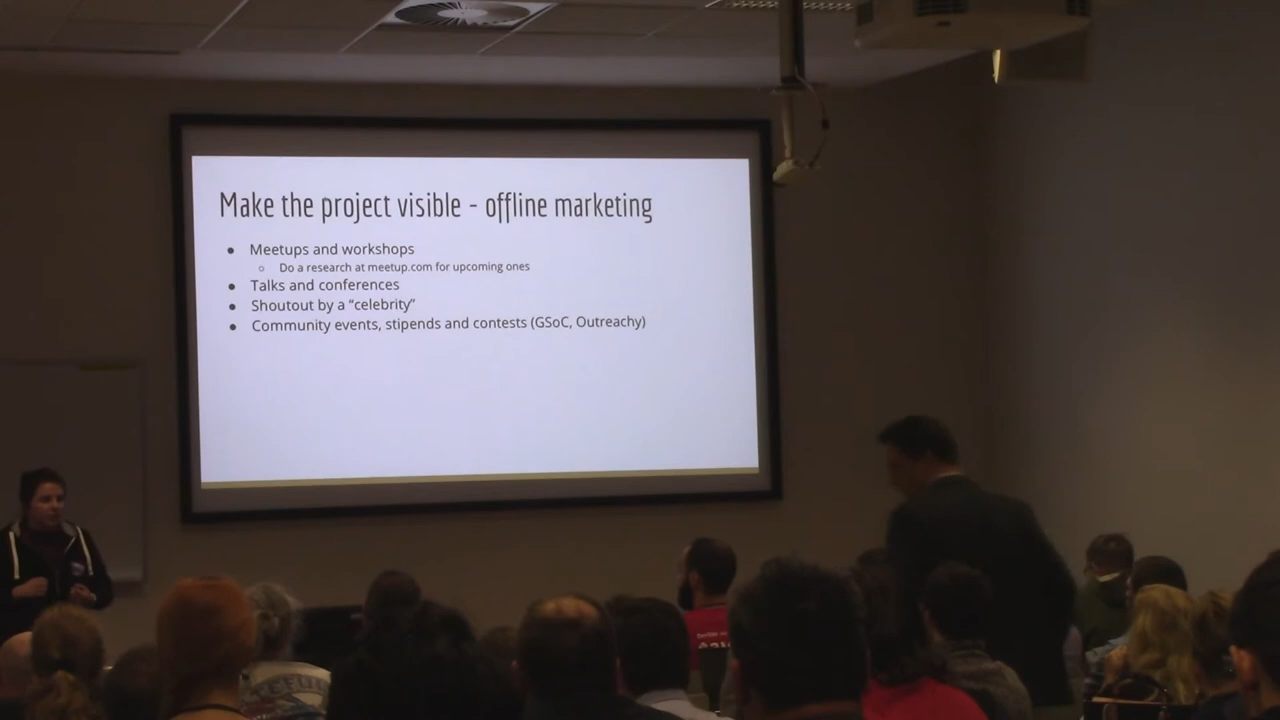 Make the project visible - offline marketing
● Meetups and workshops
○ Do a research at meetup.com for upcoming ones
● Talks and conferences
● Shoutout by a “celebrity”
● Community events, stipends and contests (GSoC, Outreachy)